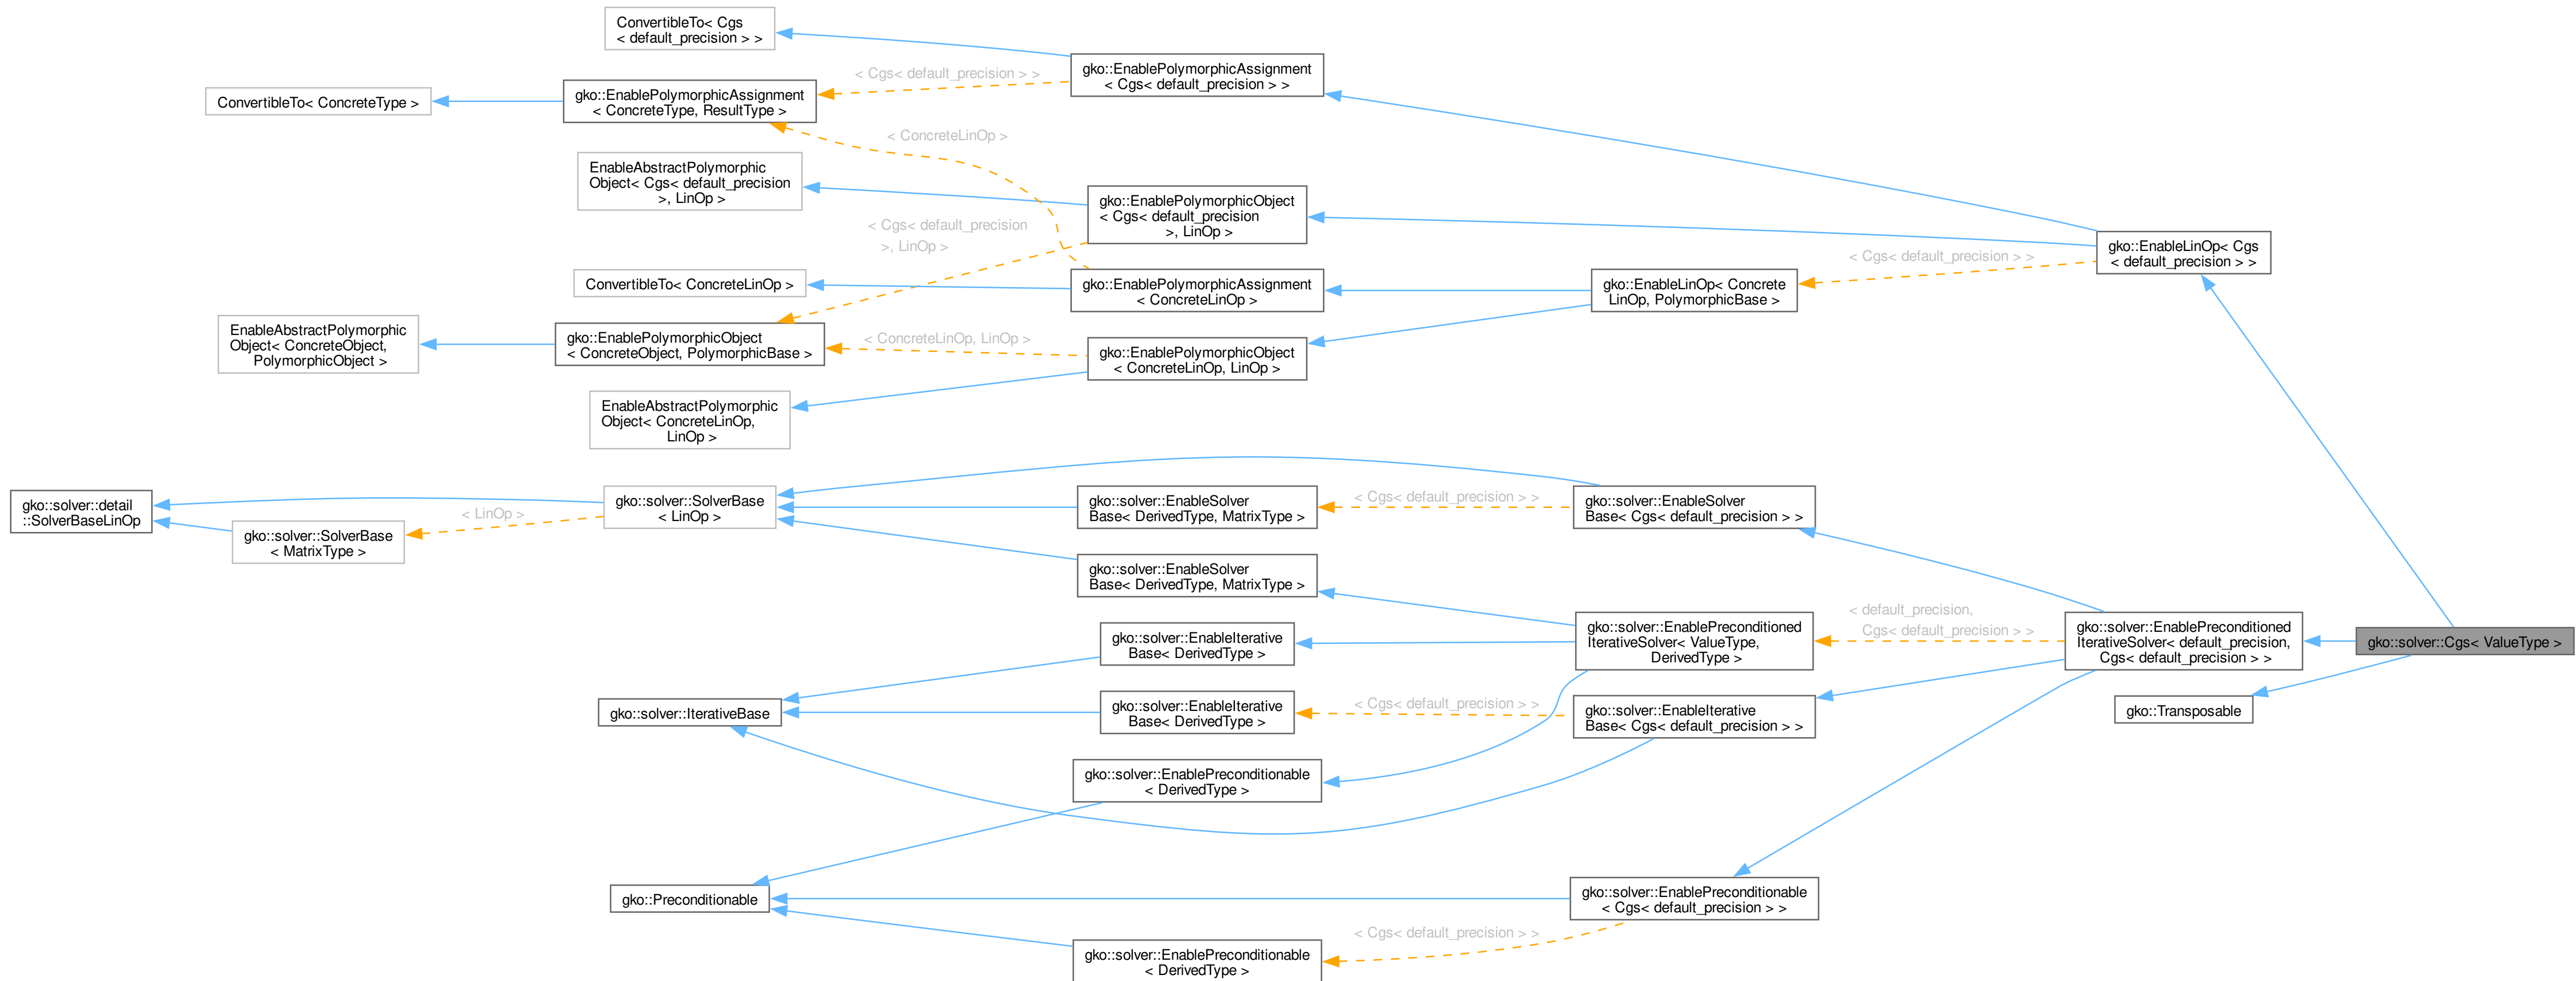 ConvertibleTo< Cgs
< default_precision > >
gko::EnablePolymorphicAssignment
< Cgs< default_precision > >
< Cgs< default_precision > >
ConvertibleTo< ConcreteType >
gko::EnablePolymorphicAssignment
< ConcreteType, ResultType >
< ConcreteLinOp >
EnableAbstractPolymorphic
Object< Cgs< default_precision
>, LinOp >
gko::EnablePolymorphicObject
< Cgs< default_precision
>, LinOp >
< Cgs< default_precision
>, LinOp >
gko::EnableLinOp< Cgs
< default_precision > >
< Cgs< default_precision > >
ConvertibleTo< ConcreteLinOp >
gko::EnablePolymorphicAssignment
< ConcreteLinOp >
gko::EnableLinOp< Concrete
LinOp, PolymorphicBase >
EnableAbstractPolymorphic
Object< ConcreteObject,
PolymorphicObject >
gko::EnablePolymorphicObject
< ConcreteObject, PolymorphicBase >
< ConcreteLinOp, LinOp >
gko::EnablePolymorphicObject
< ConcreteLinOp, LinOp >
EnableAbstractPolymorphic
Object< ConcreteLinOp,
LinOp >
gko::solver::detail
::SolverBaseLinOp
gko::solver::SolverBase
< MatrixType >
< LinOp >
gko::solver::SolverBase
< LinOp >
gko::solver::EnableSolver
Base< DerivedType, MatrixType >
< Cgs< default_precision > >
gko::solver::EnableSolver
Base< Cgs< default_precision > >
gko::solver::EnableSolver
Base< DerivedType, MatrixType >
gko::solver::EnableIterative
Base< DerivedType >
gko::solver::EnablePreconditioned
IterativeSolver< ValueType,
DerivedType >
< default_precision,
Cgs< default_precision > >
gko::solver::EnablePreconditioned
IterativeSolver< default_precision,
Cgs< default_precision > >
gko::solver::Cgs< ValueType >
gko::solver::IterativeBase
gko::solver::EnableIterative
Base< DerivedType >
< Cgs< default_precision > >
gko::solver::EnableIterative
Base< Cgs< default_precision > >
gko::Transposable
gko::solver::EnablePreconditionable
< DerivedType >
gko::Preconditionable
gko::solver::EnablePreconditionable
< Cgs< default_precision > >
< Cgs< default_precision > >
gko::solver::EnablePreconditionable
< DerivedType >